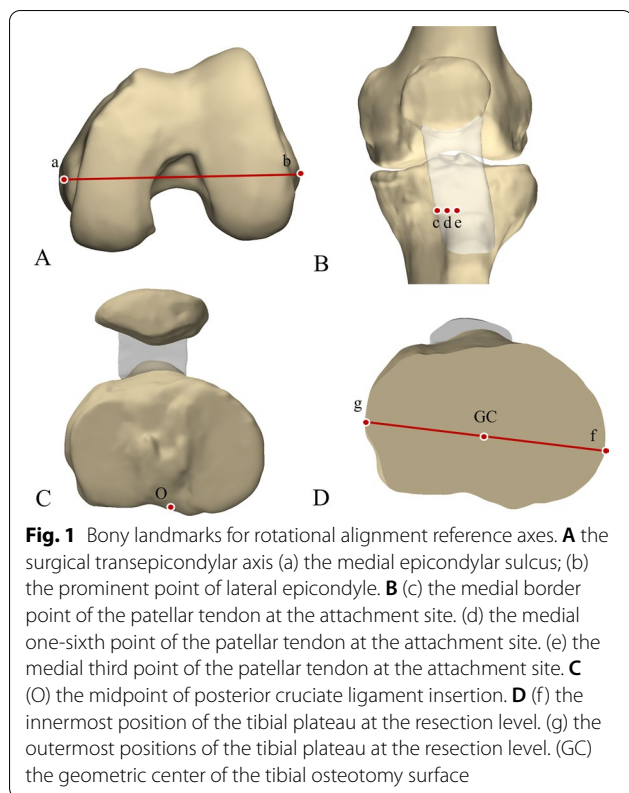 a
b
A
c d e
B
O
C
g
GC
f
D
Fig. 1 Bony landmarks for rotational alignment reference axes. A the
surgical transepicondylar axis (a) the medial epicondylar sulcus; (b)
the prominent point of lateral epicondyle. B (c) the medial border
point of the patellar tendon at the attachment site. (d) the medial
one-sixth point of the patellar tendon at the attachment site. (e) the
medial third point of the patellar tendon at the attachment site. C
(O) the midpoint of posterior cruciate ligament insertion. D (f) the
innermost position of the tibial plateau at the resection level. (g) the
outermost positions of the tibial plateau at the resection level. (GC)
the geometric center of the tibial osteotomy surface